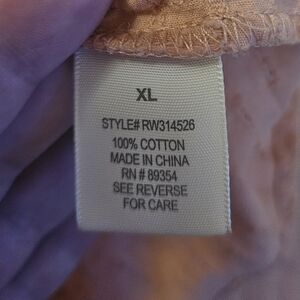 XL
STYLE# RW314526
100% COTTON
MADE IN CHINA
RN # 89354
SEE REVERSE
FOR CARE